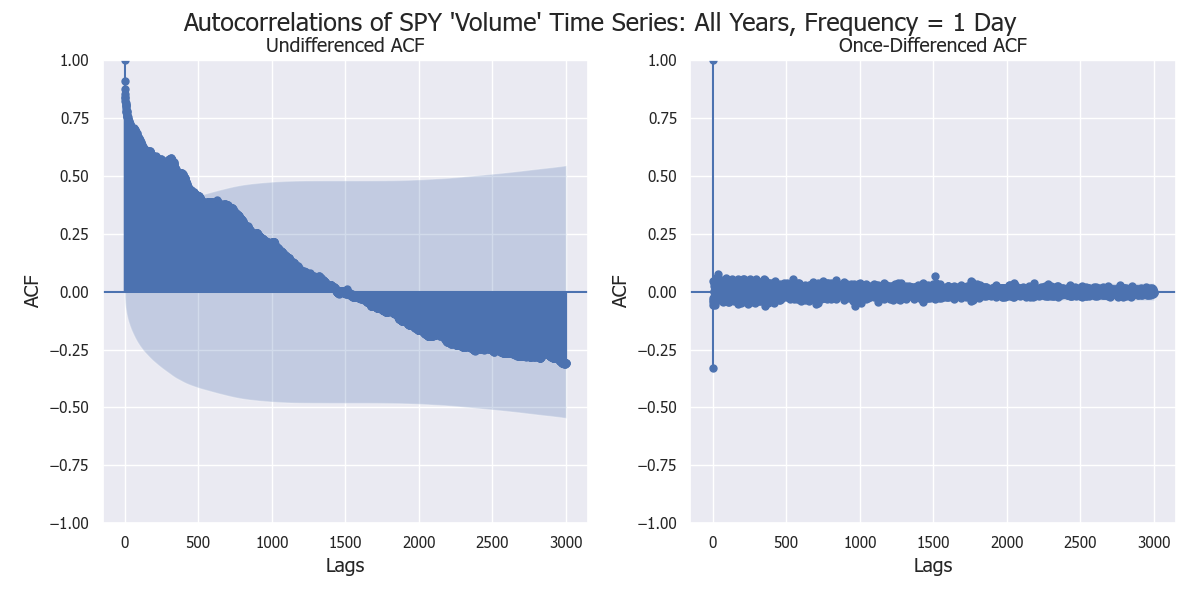 Autocorrelations of SPY 'Volume' Time Series: All Years, Frequency = 1 Day
Undifferenced ACF
1.00
0.75
0.50
0.25
0.00
−0.25
−0.50
−0.75
−1.00
ACF
0 500 1000 1500 2000 2500 3000
Lags
Once-Differenced ACF
1.00
0.75
0.50
0.25
0.00
−0.25
−0.50
−0.75
−1.00
ACF
0 500 1000 1500 2000 2500 3000
Lags